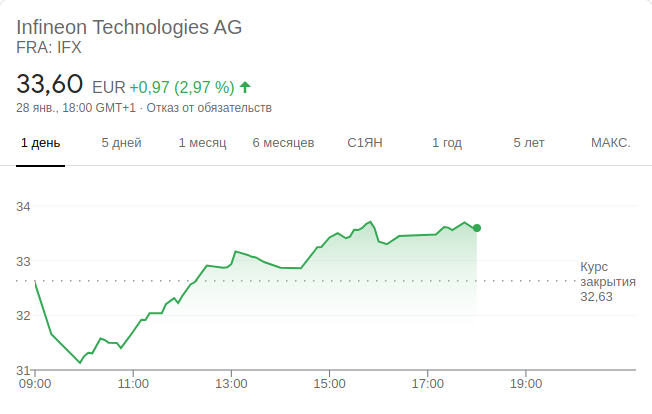 Infineon Technologies AG
FRA: IFX
33,60 EUR +0,97 (2,97 %)
28 янв., 18:00 GMT+1 · Отказ от обязательств
1 день 5 дней 1 месяц 6 месяцев С1ЯН 1 год 5 лет МАКС.
34
33
Курс
закрытия
32,63
32
31
09:00 11:00 13:00 15:00 17:00 19:00